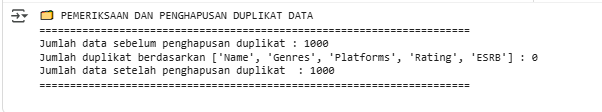 PEMERIKSAAN DAN PENGHAPUSAN DUPLIKAT DATA
======================================================================
Jumlah data sebelum penghapusan duplikat : 1000
Jumlah duplikat berdasarkan ['Name', 'Genres', 'Platforms', 'Rating', 'ESRB'] : 0
Jumlah data setelah penghapusan duplikat  : 1000
======================================================================